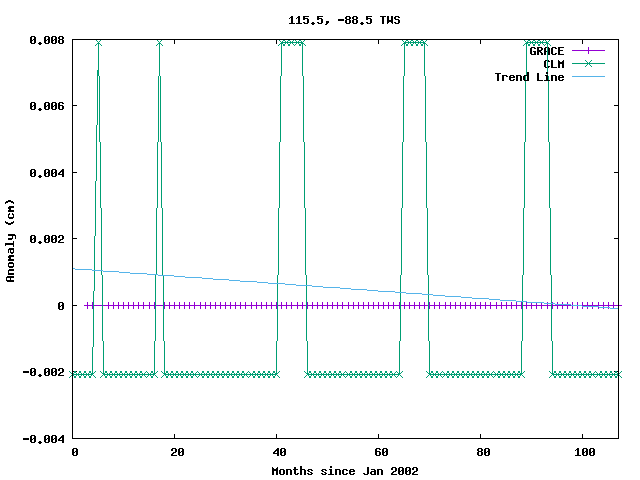 115.5, -88.5 TWS
0.008
0.006
0.004
0.002
0
-0.002
-0.004
Anomaly (cm)
GRACE
CLM
Trend Line
0 20 40 60 80 100
Months since Jan 2002